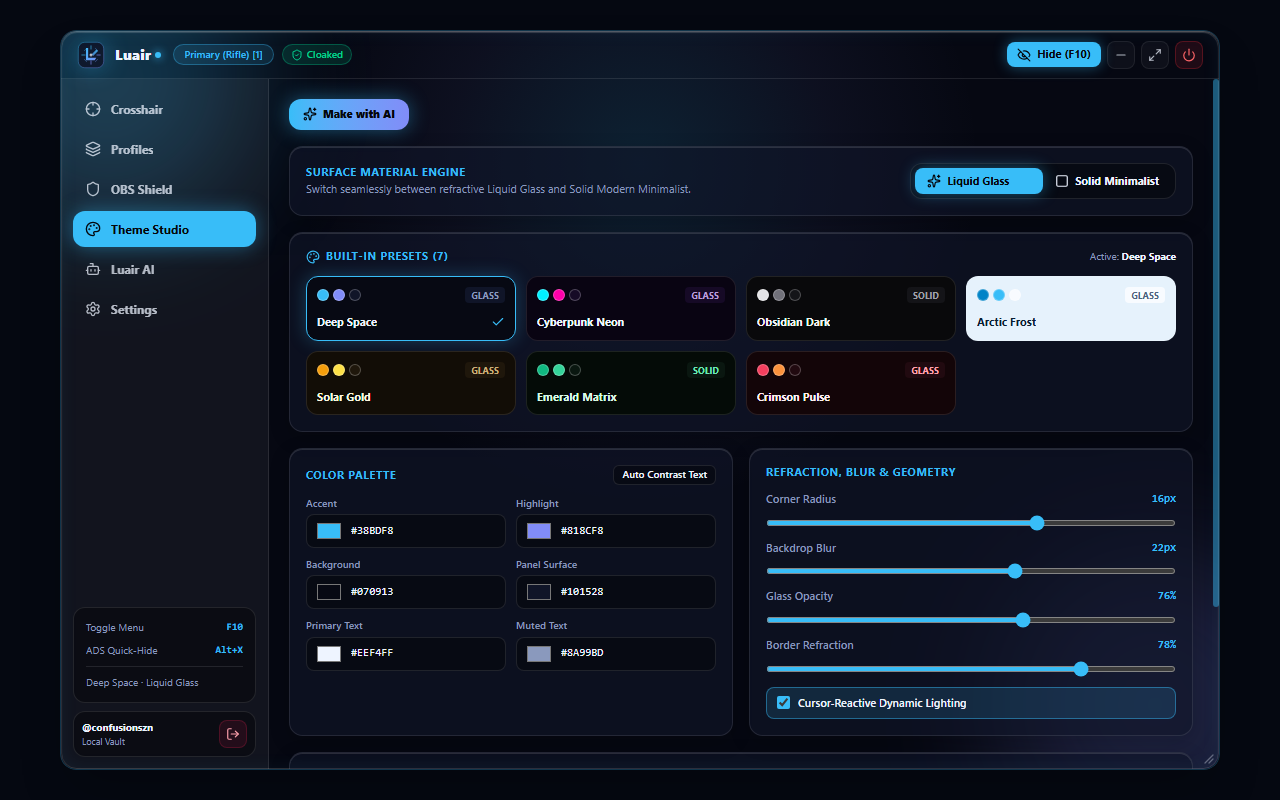 Luair
Primary (Rifle) [1]
Cloaked
Hide (F10)
Crosshair
Profiles
OBS Shield
Theme Studio
Luair AI
Settings
Toggle Menu F10
ADS Quick-Hide Alt+X
Deep Space · Liquid Glass
@confusionszn
Local Vault
Make with AI
SURFACE MATERIAL ENGINE
Switch seamlessly between refractive Liquid Glass and Solid Modern Minimalist.
Liquid Glass
Solid Minimalist
BUILT-IN PRESETS (7)
Active: Deep Space
GLASS
Deep Space
GLASS
Cyberpunk Neon
SOLID
Obsidian Dark
GLASS
Arctic Frost
GLASS
Solar Gold
SOLID
Emerald Matrix
GLASS
Crimson Pulse
COLOR PALETTE
Auto Contrast Text
Accent
#38BDF8
Highlight
#818CF8
Background
#070913
Panel Surface
#101528
Primary Text
#EEF4FF
Muted Text
#8A99BD
REFRACTION, BLUR & GEOMETRY
Corner Radius 16px
Backdrop Blur 22px
Glass Opacity 76%
Border Refraction 78%
Cursor-Reactive Dynamic Lighting